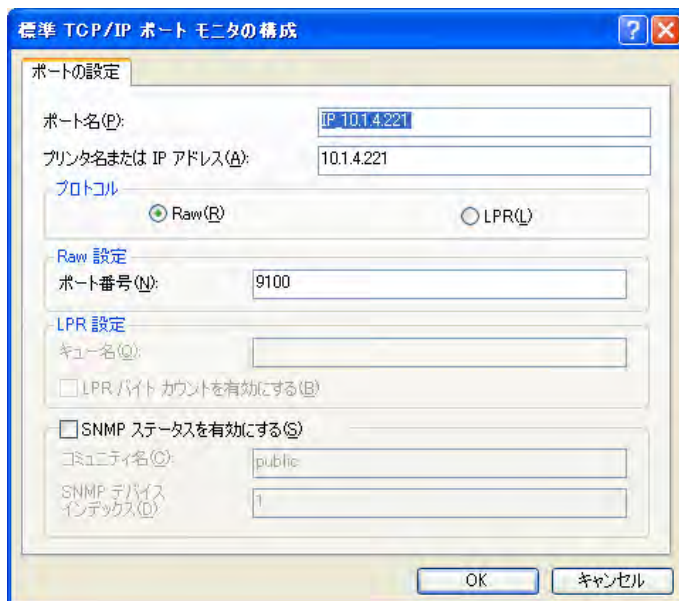 標準 TCP/IP ポート モニタの構成
ポートの設定
ポート名(P):
IP_10.1.4.221
プリンタ名または IP アドレス(A):
10.1.4.221
プロトコル
Raw(R)
LPR(L)
Raw 設定
ポート番号(N):
9100
LPR 設定
キュー名(Q):
LPR バイト カウントを有効にする(B)
SNMP ステータスを有効にする(S)
コミュニティ名(C):
public
SNMP デバイス
インデックス(D)
1
OK
キャンセル